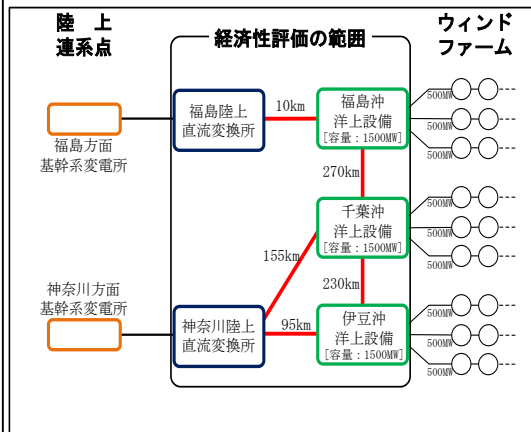 陸 上
連系点
経済性評価の範囲
ウィンド
ファーム
福島方面
基幹系変電所
福島陸上
直流変換所
10km
福島沖
洋上設備
[容量：1500MW]
500MW
500MW
500MW
270km
千葉沖
洋上設備
[容量：1500MW]
500MW
500MW
500MW
155km
230km
神奈川方面
基幹系変電所
神奈川陸上
直流変換所
95km
伊豆沖
洋上設備
[容量：1500MW]
500MW
500MW
500MW